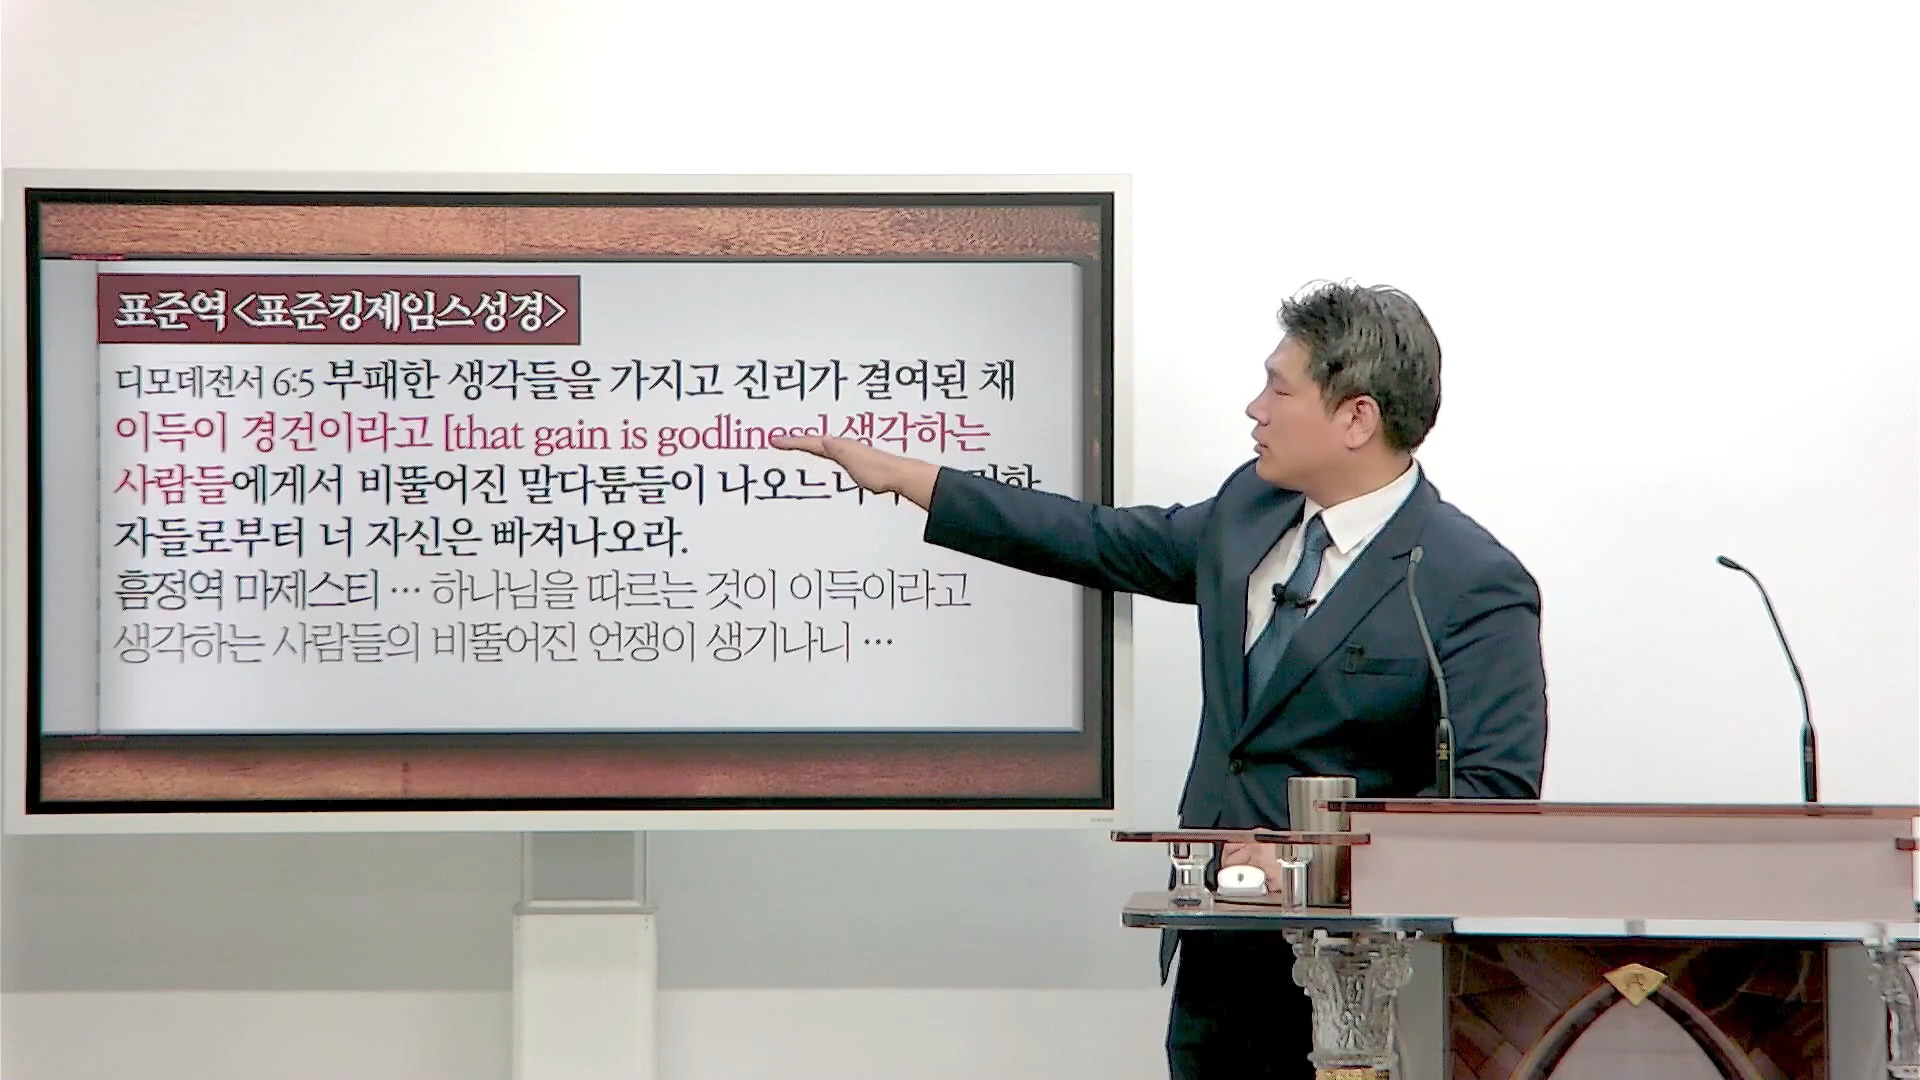 표준역<표준킹제임스성경>
디모데전서 6:5 부패한 생각들을 가지고 진리가 결여된 채
이득이 경건이라고 [that gain is godliness] 생각하는
사람들에게서 비뚤어진 말다툼들이 나오느니
자들로부터 너 자신은 빠져나오라.
흠정역 마제스티 … 하나님을 따르는 것이 이득이라고
생각하는 사람들의 비뚤어진 언쟁이 생기나니 …